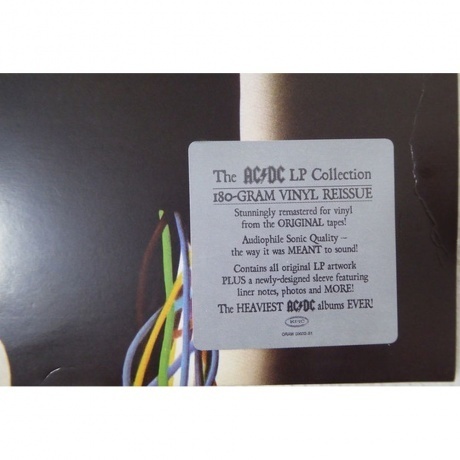 The AC⚡DC LP Collection
180-GRAM VINYL REISSUE
Stunningly remastered for vinyl
from the ORIGINAL tapes!
Audiophile Sonic Quality –
the way it was MEANT to sound!
Contains all original LP artwork
PLUS a newly-designed sleeve featuring
liner notes, photos and MORE!
The HEAVIEST AC⚡DC albums EVER!